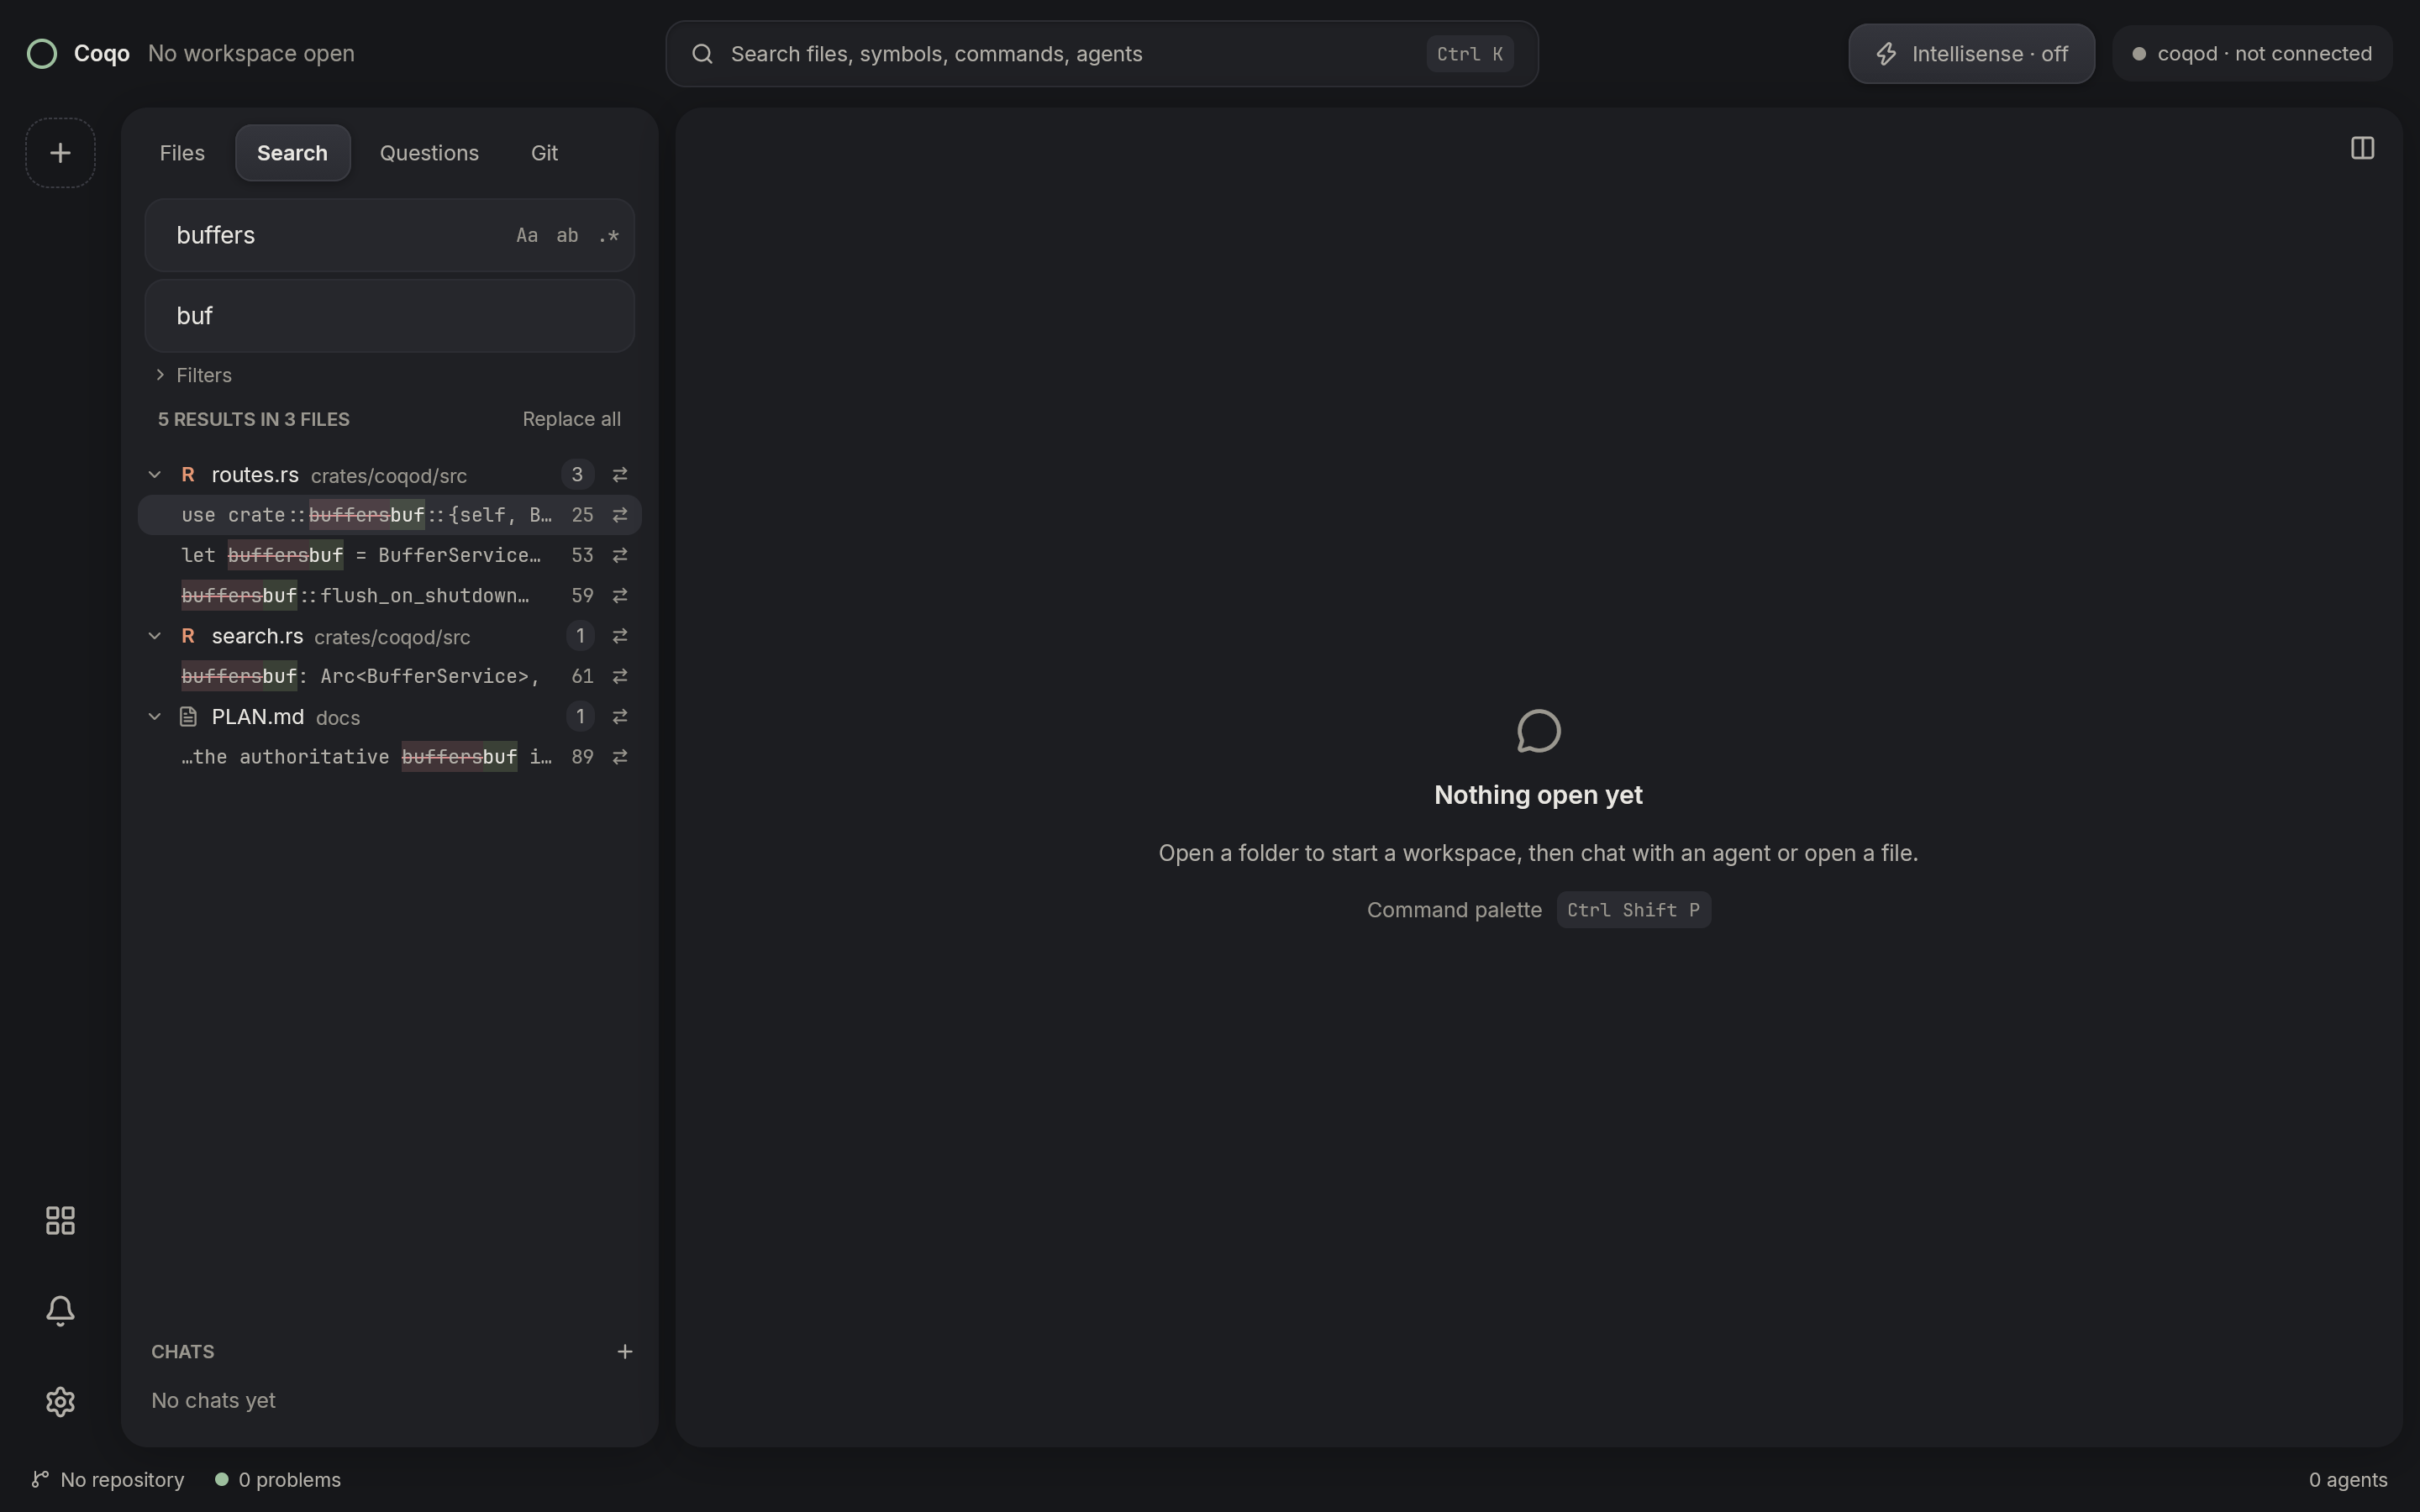 Coqo No workspace open
Search files, symbols, commands, agents Ctrl K
Intellisense · off
coqod · not connected
Files Search Questions Git
buffers Aa ab .*
buf
Filters
5 RESULTS IN 3 FILES Replace all
R routes.rs crates/coqod/src 3
use crate::buffersbuf::{self, B… 25
let buffersbuf = BufferService… 53
buffersbuf::flush_on_shutdown… 59
R search.rs crates/coqod/src 1
buffersbuf: Arc<BufferService>, 61
PLAN.md docs 1
…the authoritative buffersbuf i… 89
Nothing open yet
Open a folder to start a workspace, then chat with an agent or open a file.
Command palette Ctrl Shift P
CHATS
No chats yet
No repository 0 problems
0 agents